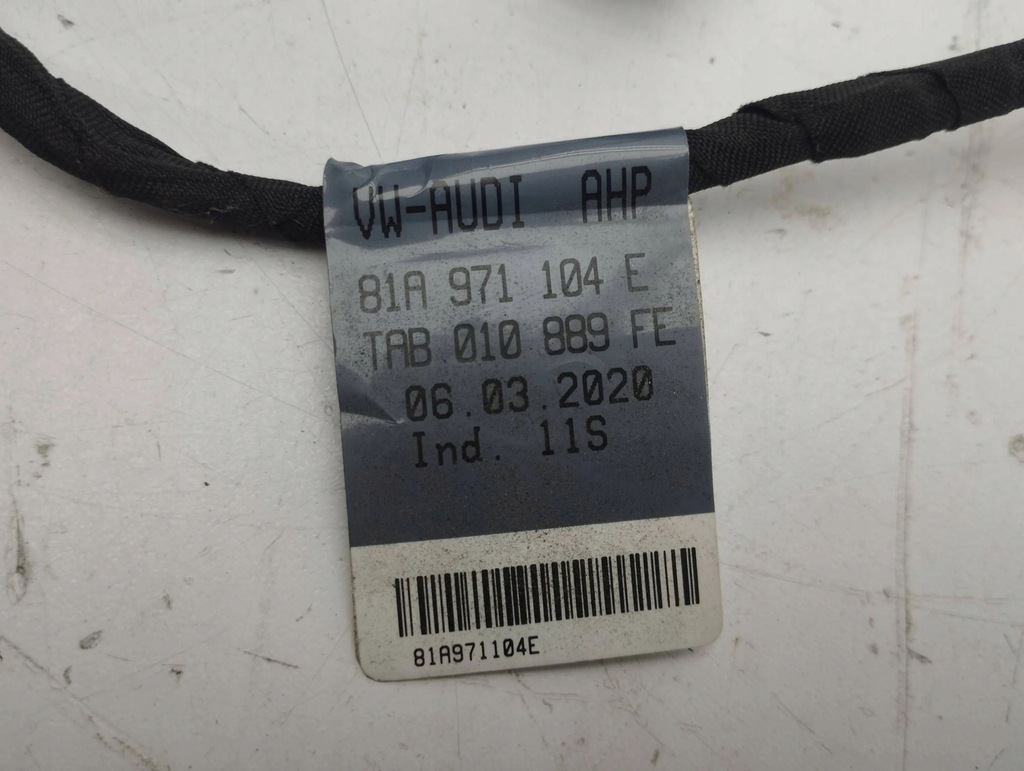 VW-AUDI AHP
81A 971 104 E
TAB 010 889 FE
06.03.2020
Ind. 11S
81A971104E